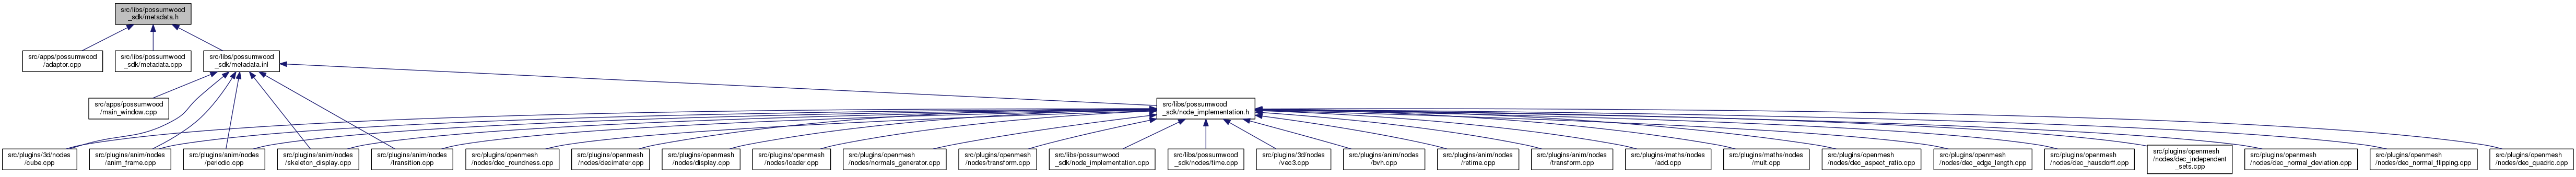 src/libs/possumwood
_sdk/metadata.h
src/apps/possumwood
/adaptor.cpp
src/libs/possumwood
_sdk/metadata.cpp
src/libs/possumwood
_sdk/metadata.inl
src/apps/possumwood
/main_window.cpp
src/libs/possumwood
_sdk/node_implementation.h
src/plugins/3d/nodes
/cube.cpp
src/plugins/anim/nodes
/anim_frame.cpp
src/plugins/anim/nodes
/periodic.cpp
src/plugins/anim/nodes
/skeleton_display.cpp
src/plugins/anim/nodes
/transition.cpp
src/plugins/openmesh
/nodes/dec_roundness.cpp
src/plugins/openmesh
/nodes/decimater.cpp
src/plugins/openmesh
/nodes/display.cpp
src/plugins/openmesh
/nodes/loader.cpp
src/plugins/openmesh
/nodes/normals_generator.cpp
src/plugins/openmesh
/nodes/transform.cpp
src/libs/possumwood
_sdk/node_implementation.cpp
src/libs/possumwood
_sdk/nodes/time.cpp
src/plugins/3d/nodes
/vec3.cpp
src/plugins/anim/nodes
/bvh.cpp
src/plugins/anim/nodes
/retime.cpp
src/plugins/anim/nodes
/transform.cpp
src/plugins/maths/nodes
/add.cpp
src/plugins/maths/nodes
/mult.cpp
src/plugins/openmesh
/nodes/dec_aspect_ratio.cpp
src/plugins/openmesh
/nodes/dec_edge_length.cpp
src/plugins/openmesh
/nodes/dec_hausdorff.cpp
src/plugins/openmesh
/nodes/dec_independent
_sets.cpp
src/plugins/openmesh
/nodes/dec_normal_deviation.cpp
src/plugins/openmesh
/nodes/dec_normal_flipping.cpp
src/plugins/openmesh
/nodes/dec_quadric.cpp